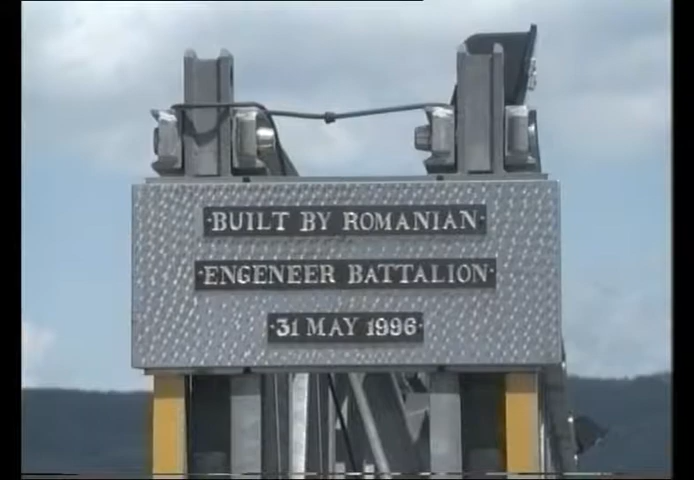 ·BUILT BY ROMANIAN·
·ENGENEER BATTALION·
·31 MAY 1996·